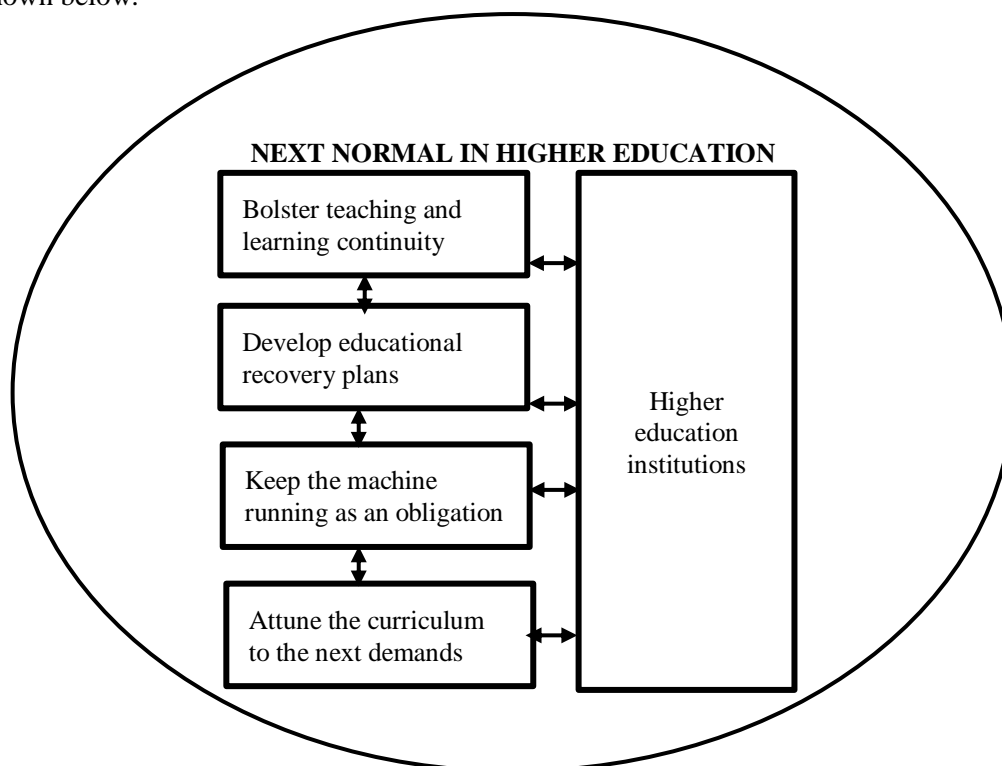 below.
NEXT NORMAL IN HIGHER EDUCATION
Bolster teaching and
learning continuity
Develop educational
recovery plans
Keep the machine
running as an obligation
Attune the curriculum
to the next demands
Higher
education
institutions